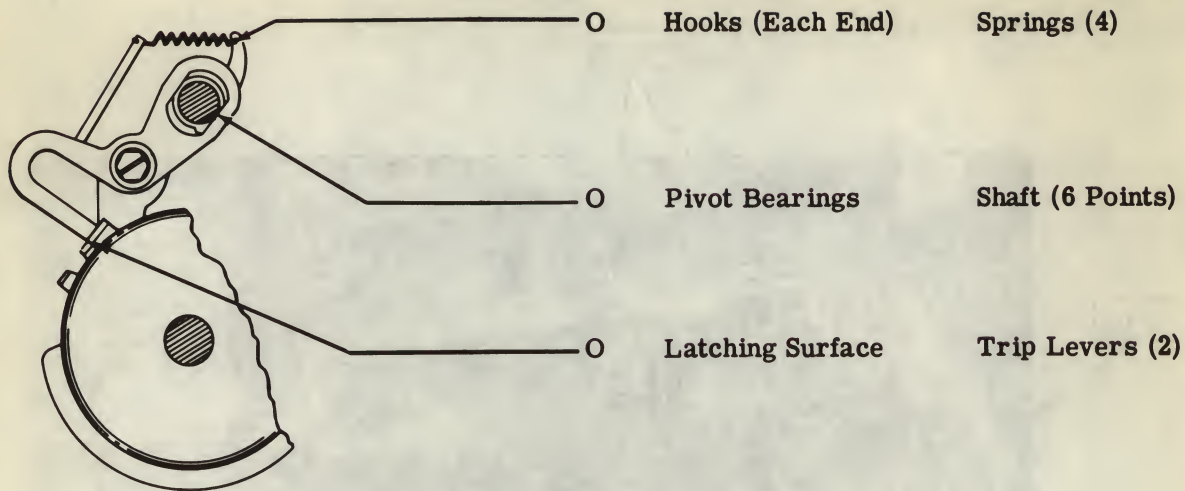 O Hooks (Each End) Springs (4)
O Pivot Bearings Shaft (6 Points)
O Latching Surface Trip Levers (2)